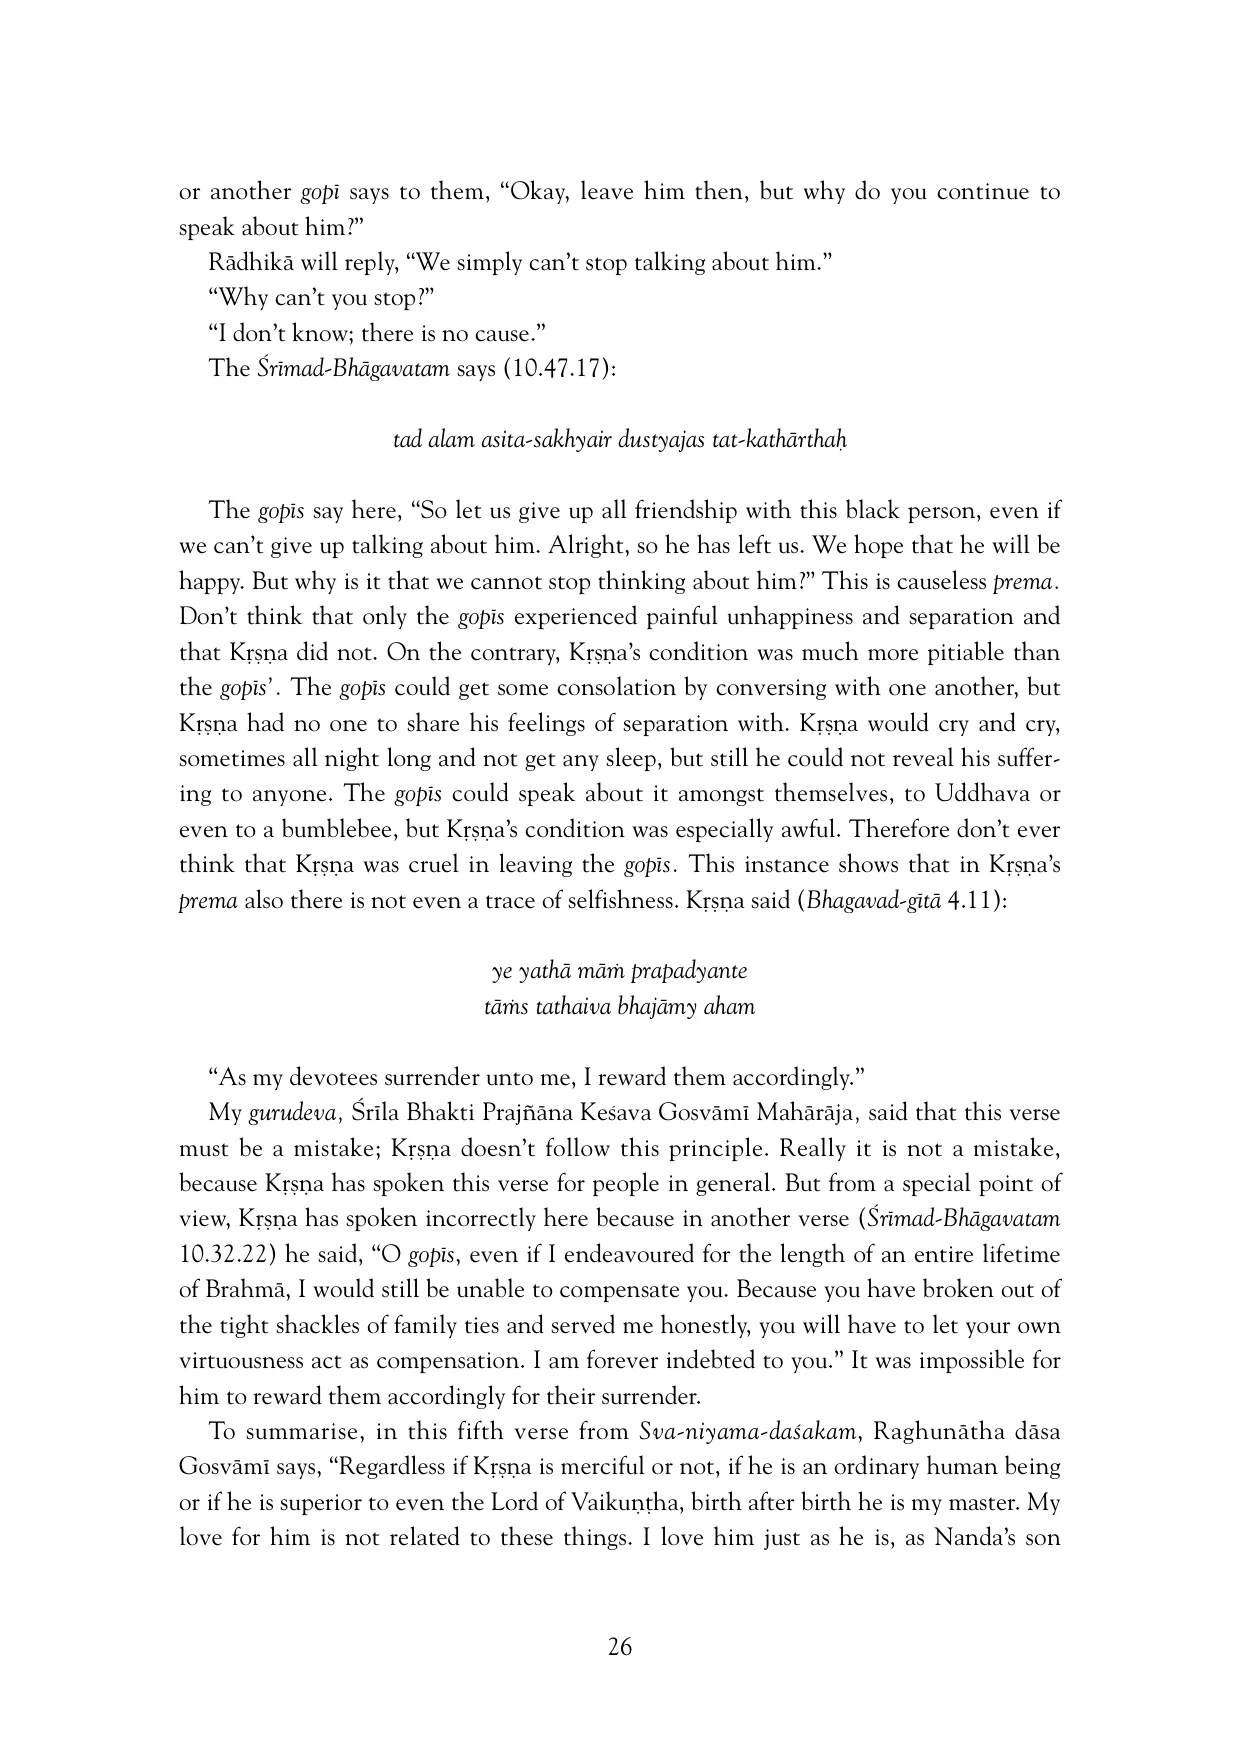 or another gopī says to them, “Okay, leave him then, but why do you continue to
speak about him?”
Rādhikā will reply, “We simply can’t stop talking about him.”
“Why can’t you stop?”
“I don’t know; there is no cause.”
The Śrīmad-Bhāgavatam says (10.47.17):
tad alam asita-sakhyair dustyajas tat-kathārthaḥ
The gopīs say here, “So let us give up all friendship with this black person, even if
we can’t give up talking about him. Alright, so he has left us. We hope that he will be
happy. But why is it that we cannot stop thinking about him?” This is causeless prema.
Don’t think that only the gopīs experienced painful unhappiness and separation and
that Kṛṣṇa did not. On the contrary, Kṛṣṇa’s condition was much more pitiable than
the gopīs’. The gopīs could get some consolation by conversing with one another, but
Kṛṣṇa had no one to share his feelings of separation with. Kṛṣṇa would cry and cry,
sometimes all night long and not get any sleep, but still he could not reveal his suffer-
ing to anyone. The gopīs could speak about it amongst themselves, to Uddhava or
even to a bumblebee, but Kṛṣṇa’s condition was especially awful. Therefore don’t ever
think that Kṛṣṇa was cruel in leaving the gopīs. This instance shows that in Kṛṣṇa’s
prema also there is not even a trace of selfishness. Kṛṣṇa said (Bhagavad-gītā 4.11):
ye yathā māṁ prapadyante
tāṁs tathaiva bhajāmy aham
“As my devotees surrender unto me, I reward them accordingly.”
My gurudeva, Śrīla Bhakti Prajñāna Keśava Gosvāmī Mahārāja, said that this verse
must be a mistake; Kṛṣṇa doesn’t follow this principle. Really it is not a mistake,
because Kṛṣṇa has spoken this verse for people in general. But from a special point of
view, Kṛṣṇa has spoken incorrectly here because in another verse (Śrīmad-Bhāgavatam
10.32.22) he said, “O gopīs, even if I endeavoured for the length of an entire lifetime
of Brahmā, I would still be unable to compensate you. Because you have broken out of
the tight shackles of family ties and served me honestly, you will have to let your own
virtuousness act as compensation. I am forever indebted to you.” It was impossible for
him to reward them accordingly for their surrender.
To summarise, in this fifth verse from Sva-niyama-daśakam, Raghunātha dāsa
Gosvāmī says, “Regardless if Kṛṣṇa is merciful or not, if he is an ordinary human being
or if he is superior to even the Lord of Vaikuṇṭha, birth after birth he is my master. My
love for him is not related to these things. I love him just as he is, as Nanda’s son
26